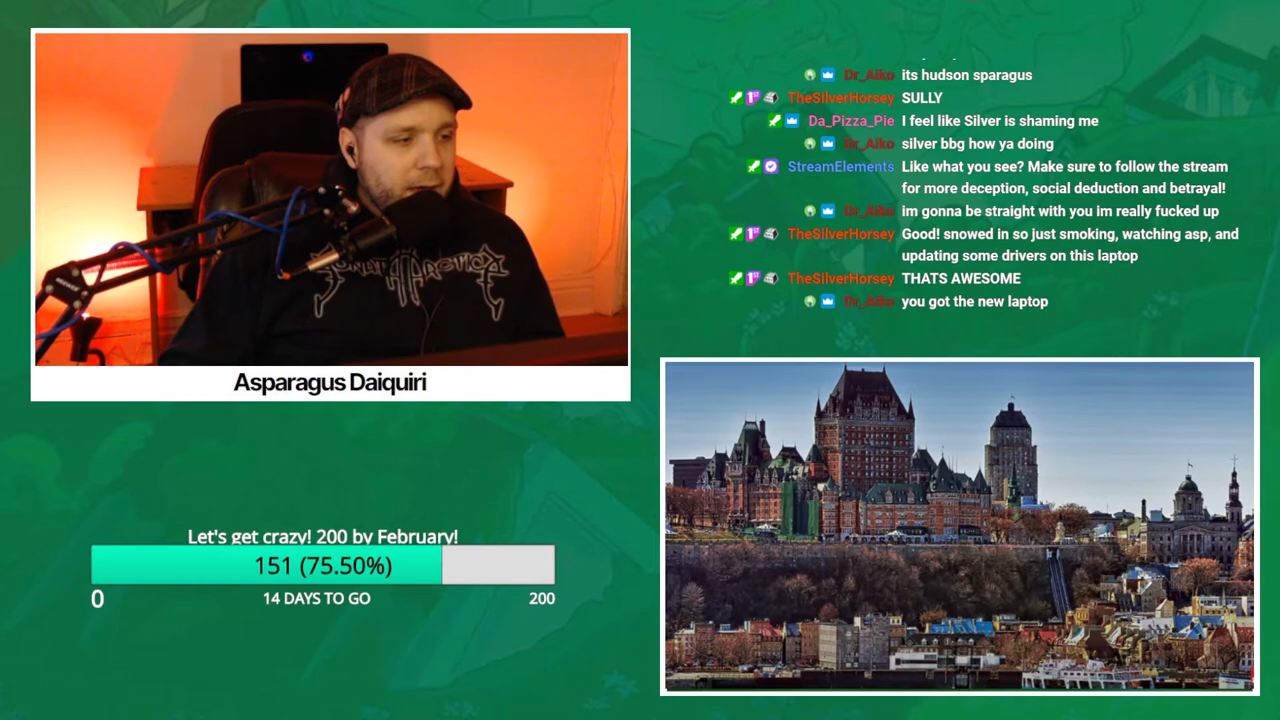 its hudson sparagus
Dr_Aiko
TheSilverHorsey SULLY
Da_Pizza_Pie I feel like Silver is shaming me
Dr_Aiko silver bbg how ya doing
StreamElements Like what you see? Make sure to follow the stream
for more deception, social deduction and betrayal!
Dr_Aiko im gonna be straight with you im really fucked up
TheSilverHorsey Good! snowed in so just smoking, watching asp, and
updating some drivers on this laptop
TheSilverHorsey THATS AWESOME
Dr_Aiko you got the new laptop
SONATA ARCTICA
Asparagus Daiquiri
Let's get crazy! 200 by February!
151 (75.50%)
0 14 DAYS TO GO 200